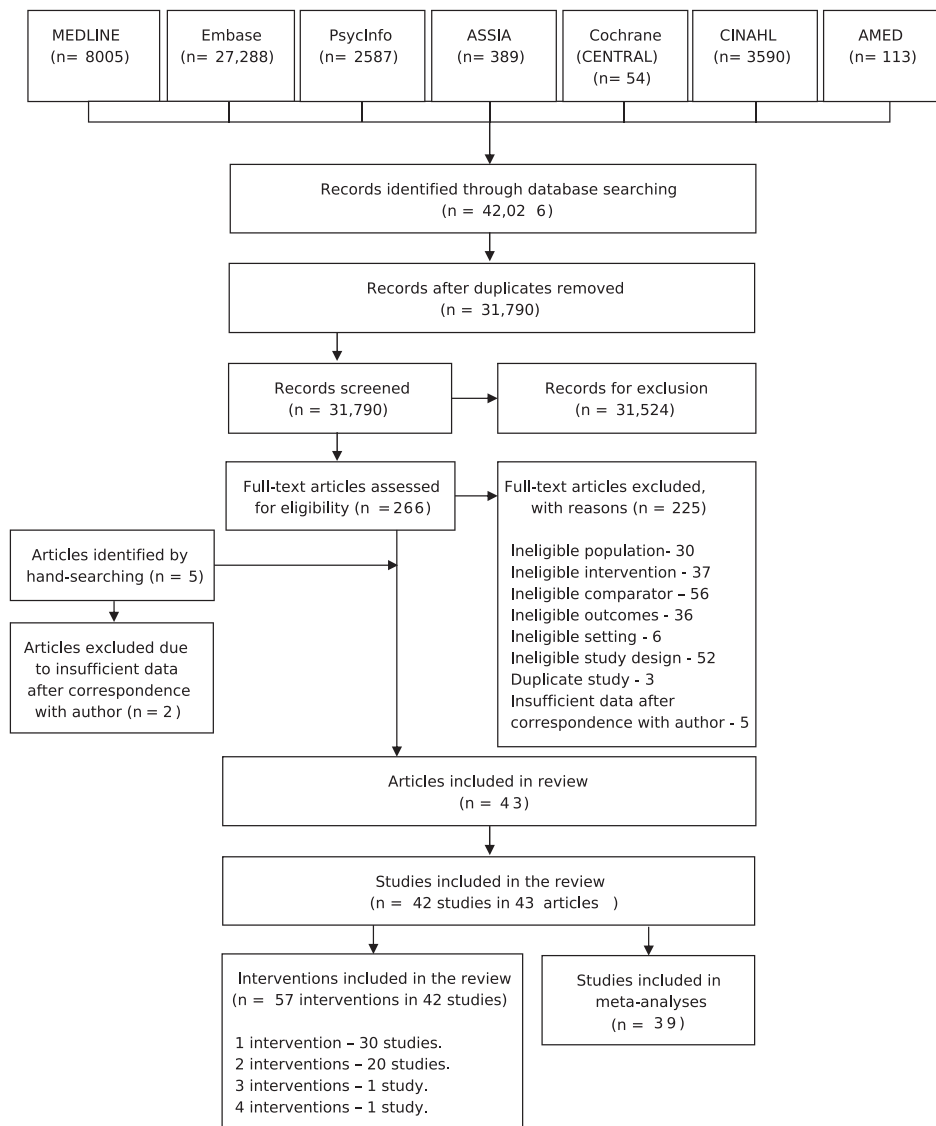 MEDLINE
(n= 8005)
Embase
(n= 27,288)
PsycInfo
(n= 2587)
ASSIA
(n= 389)
Cochrane
(CENTRAL)
(n= 54)
CINAHL
(n= 3590)
AMED
(n= 113)
Records identified through database searching
(n = 42,02 6)
Records after duplicates removed
(n = 31,790)
Records screened
(n = 31,790)
Records for exclusion
(n = 31,524)
Full-text articles assessed
for eligibility (n =266)
Full-text articles excluded,
with reasons (n = 225)
Ineligible population- 30
Ineligible intervention - 37
Ineligible comparator – 56
Ineligible outcomes - 36
Ineligible setting - 6
Ineligible study design - 52
Duplicate study - 3
Insufficient data after
correspondence with author - 5
Articles identified by
hand-searching (n = 5)
Articles excluded due
to insufficient data
after correspondence
with author (n = 2 )
Articles included in review
(n = 4 3)
Studies included in the review
(n = 42 studies in 43 articles )
Interventions included in the review
(n = 57 interventions in 42 studies)
1 intervention – 30 studies.
2 interventions – 20 studies.
3 interventions – 1 study.
4 interventions – 1 study.
Studies included in
meta-analyses
(n = 3 9 )